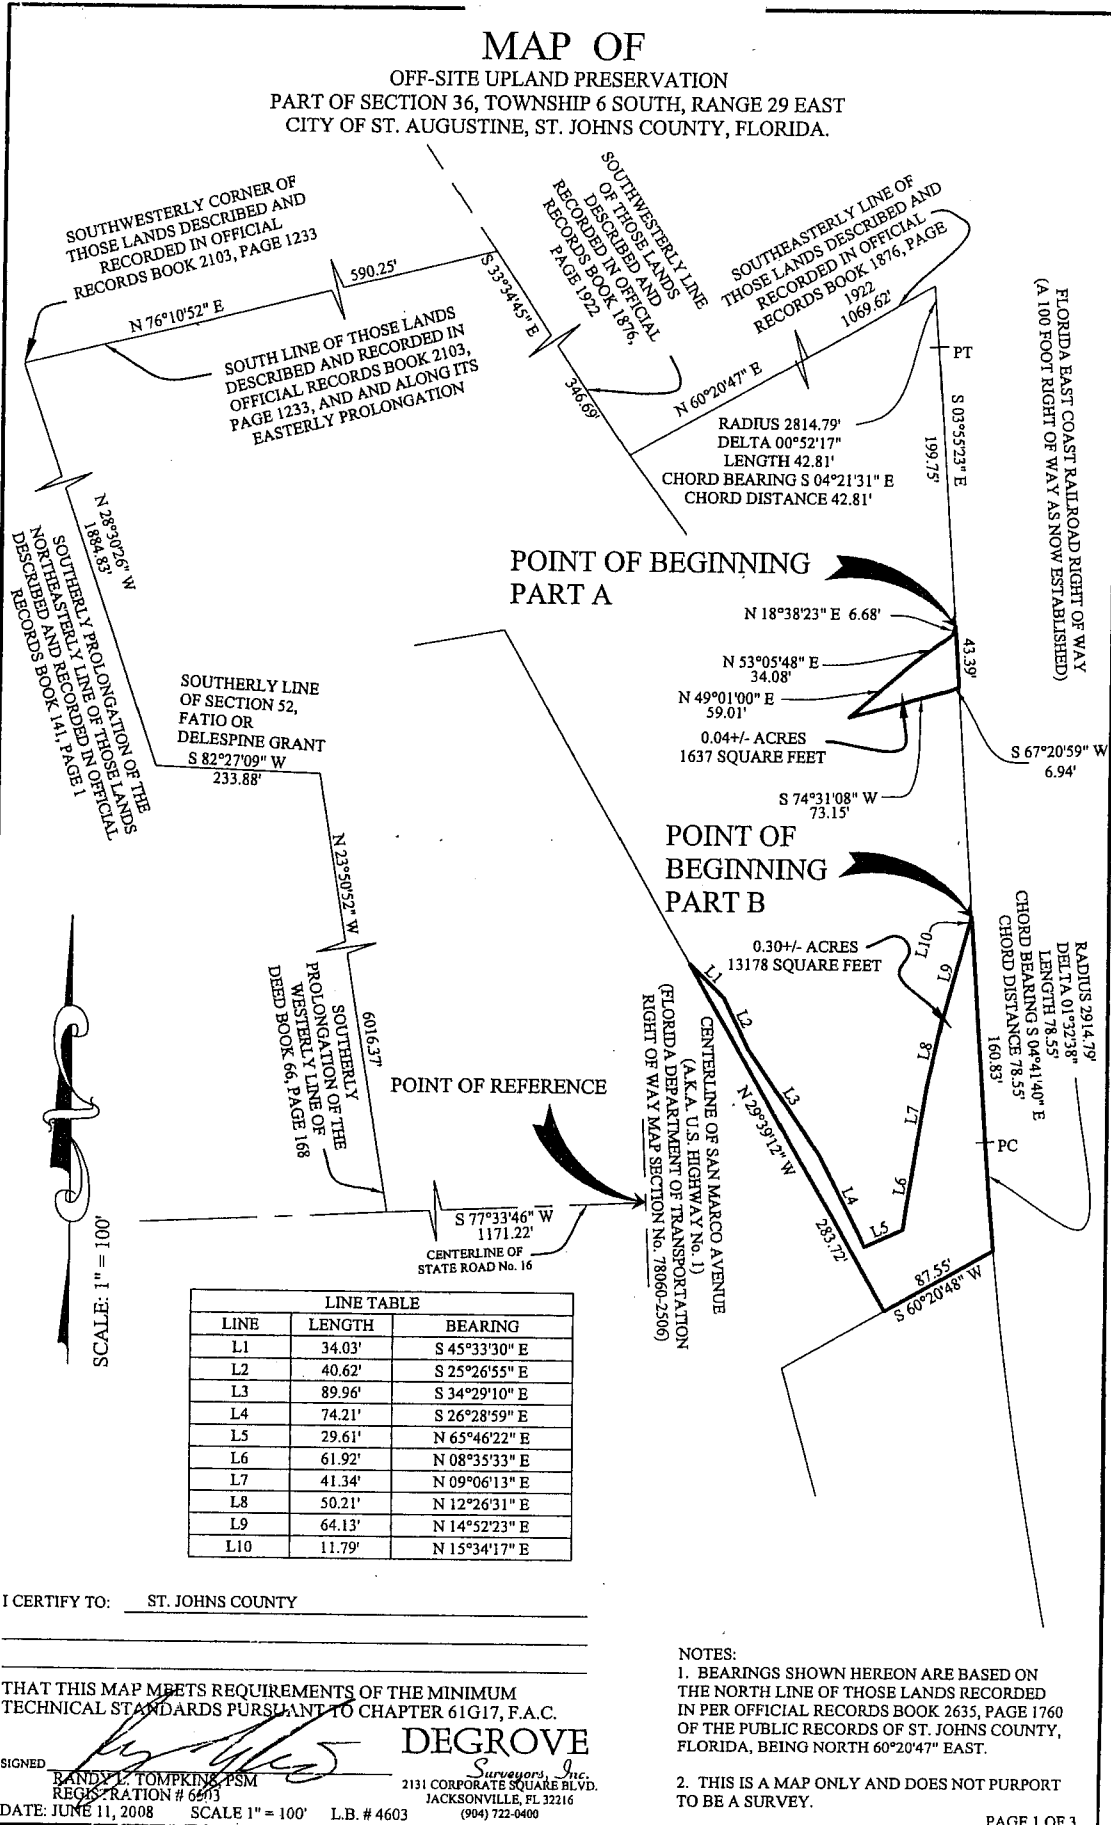 MAP OF
OFF-SITE UPLAND PRESERVATION
PART OF SECTION 36, TOWNSHIP 6 SOUTH, RANGE 29 EAST
CITY OF ST. AUGUSTINE, ST. JOHNS COUNTY, FLORIDA.
SOUTHWESTERLY CORNER OF
THOSE LANDS DESCRIBED AND
RECORDED IN OFFICIAL
RECORDS BOOK 2103, PAGE 1233
N 76°10'52" E
590.25'
SOUTH LINE OF THOSE LANDS
DESCRIBED AND RECORDED IN
OFFICIAL RECORDS BOOK 2103,
PAGE 1233, AND AND ALONG ITS
EASTERLY PROLONGATION
S 33°34'45" E
346.69'
SOUTHWESTERLY LINE
OF THOSE LANDS
DESCRIBED AND
RECORDED IN OFFICIAL
RECORDS BOOK 1876,
PAGE 1922
SOUTHEASTERLY LINE OF
THOSE LANDS DESCRIBED AND
RECORDED IN OFFICIAL
RECORDS BOOK 1876, PAGE
1922
1069.62'
N 60°20'47" E
RADIUS 2814.79'
DELTA 00°52'17"
LENGTH 42.81'
CHORD BEARING S 04°21'31" E
CHORD DISTANCE 42.81'
PT
S 03°55'23" E
199.75'
FLORIDA EAST COAST RAILROAD RIGHT OF WAY
(A 100 FOOT RIGHT OF WAY AS NOW ESTABLISHED)
N 28°30'26" W
1884.83'
SOUTHERLY PROLONGATION OF THE
NORTHEASTERLY LINE OF THOSE LANDS
DESCRIBED AND RECORDED IN OFFICIAL
RECORDS BOOK 141, PAGE 1
POINT OF BEGINNING
PART A
N 18°38'23" E 6.68'
N 53°05'48" E
34.08'
N 49°01'00" E
59.01'
0.04+/- ACRES
1637 SQUARE FEET
43.39'
S 67°20'59" W
6.94'
S 74°31'08" W
73.15'
SOUTHERLY LINE
OF SECTION 52,
FATIO OR
DELESPINE GRANT
S 82°27'09" W
233.88'
N 23°50'52" W
6016.37'
SOUTHERLY
PROLONGATION OF THE
WESTERLY LINE OF
DEED BOOK 66, PAGE 168
POINT OF
BEGINNING
PART B
0.30+/- ACRES
13178 SQUARE FEET
L10
L9
L8
L7
L6
L5
L4
L3
L2
L1
RADIUS 2914.79'
DELTA 01°32'38"
LENGTH 78.55'
CHORD BEARING S 04°41'40" E
CHORD DISTANCE 78.55'
160.83'
PC
N 29°39'12" W
283.72'
87.55'
S 60°20'48" W
CENTERLINE OF SAN MARCO AVENUE
(A.K.A. U.S. HIGHWAY No. 1)
(FLORIDA DEPARTMENT OF TRANSPORTATION
RIGHT OF WAY MAP SECTION No. 78060-2506)
POINT OF REFERENCE
S 77°33'46" W
1171.22'
CENTERLINE OF
STATE ROAD No. 16
SCALE: 1" = 100'
LINE TABLE
LINE LENGTH BEARING
L1 34.03' S 45°33'30" E
L2 40.62' S 25°26'55" E
L3 89.96' S 34°29'10" E
L4 74.21' S 26°28'59" E
L5 29.61' N 65°46'22" E
L6 61.92' N 08°35'33" E
L7 41.34' N 09°06'13" E
L8 50.21' N 12°26'31" E
L9 64.13' N 14°52'23" E
L10 11.79' N 15°34'17" E
I CERTIFY TO: ST. JOHNS COUNTY
THAT THIS MAP MEETS REQUIREMENTS OF THE MINIMUM
TECHNICAL STANDARDS PURSUANT TO CHAPTER 61G17, F.A.C.
SIGNED
RANDY L. TOMPKINS, PSM
REGISTRATION # 6503
DATE: JUNE 11, 2008 SCALE 1" = 100' L.B. # 4603
DEGROVE
Surveyors, Inc.
2131 CORPORATE SQUARE BLVD.
JACKSONVILLE, FL 32216
(904) 722-0400
NOTES:
1. BEARINGS SHOWN HEREON ARE BASED ON
THE NORTH LINE OF THOSE LANDS RECORDED
IN PER OFFICIAL RECORDS BOOK 2635, PAGE 1760
OF THE PUBLIC RECORDS OF ST. JOHNS COUNTY,
FLORIDA, BEING NORTH 60°20'47" EAST.
2. THIS IS A MAP ONLY AND DOES NOT PURPORT
TO BE A SURVEY.
PAGE 1 OF 3